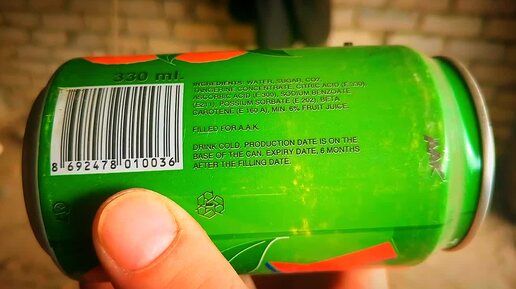 330 ml.
INGREDIENTS: WATER, SUGAR, CO2,
TANGERINE CONCENTRATE, CITRIC ACID (E 330),
ASCORBIC ACID (E 300), SODIUM BENZOATE
(E211), POSSIUM SORBATE (E 202), BETA
CAROTENE (E 160 A), MIN. 6% FRUIT JUICE.
FILLED FOR A.A.K.
DRINK COLD, PRODUCTION DATE IS ON THE
BASE OF THE CAN. EXPIRY DATE, 6 MONTHS
AFTER THE FILLING DATE.
8 692478 010036